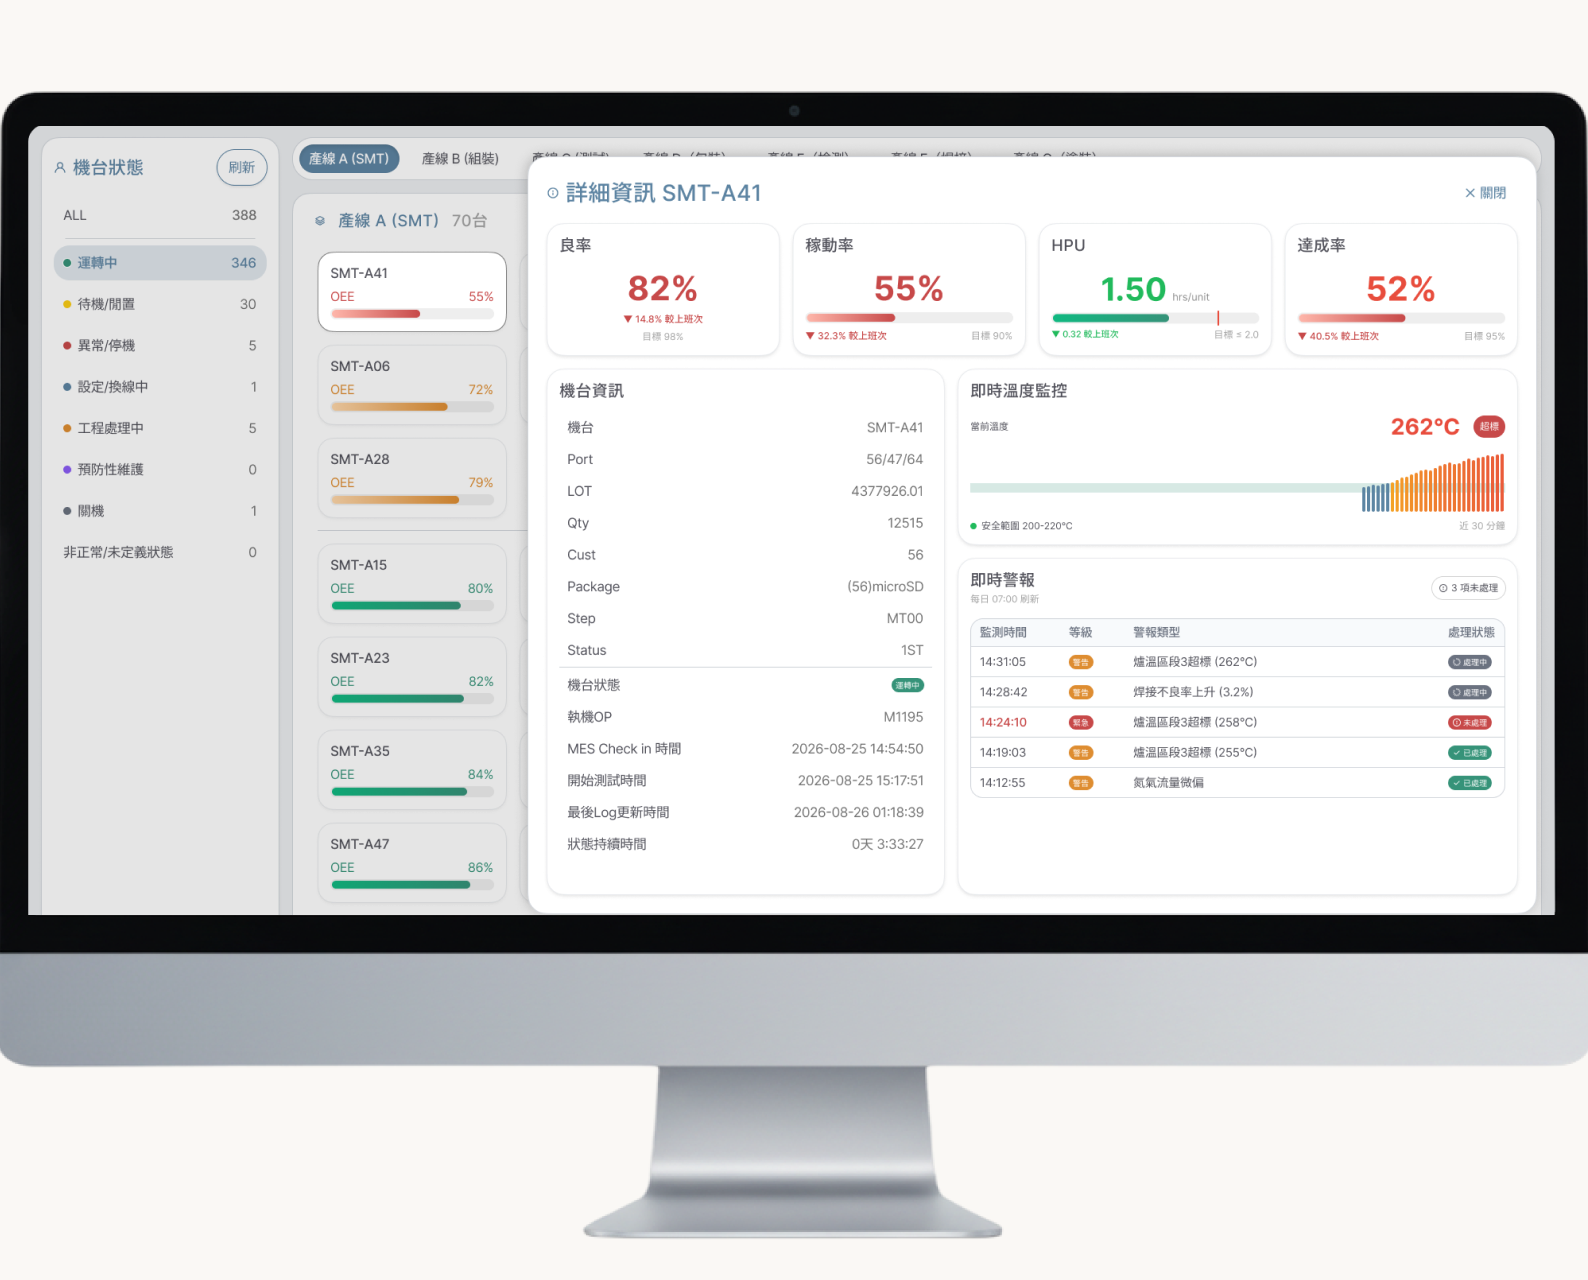 機台狀態
刷新
ALL 388
運轉中 346
待機/閒置 30
異常/停機 5
設定/換線中 1
工程處理中 5
預防性維護 0
關機 1
非正常/未定義狀態 0
產線 A (SMT)
產線 B (組裝)
產線 A (SMT) 70台
SMT-A41
OEE 55%
SMT-A06
OEE 72%
SMT-A28
OEE 79%
SMT-A15
OEE 80%
SMT-A23
OEE 82%
SMT-A35
OEE 84%
SMT-A47
OEE 86%
詳細資訊 SMT-A41
× 關閉
良率
82%
▼ 14.8% 較上班次
目標 98%
稼動率
55%
▼ 32.3% 較上班次 目標 90%
HPU
1.50 hrs/unit
▼ 0.32 較上班次 目標 ≤ 2.0
達成率
52%
▼ 40.5% 較上班次 目標 95%
機台資訊
機台 SMT-A41
Port 56/47/64
LOT 4377926.01
Qty 12515
Cust 56
Package (56)microSD
Step MT00
Status 1ST
機台狀態 運轉中
執機OP M1195
MES Check in 時間 2026-08-25 14:54:50
開始測試時間 2026-08-25 15:17:51
最後Log更新時間 2026-08-26 01:18:39
狀態持續時間 0天 3:33:27
即時溫度監控
當前溫度 262°C 超標
安全範圍 200-220°C 近 30 分鐘
即時警報
每日 07:00 刷新
3 項未處理
監測時間 等級 警報類型 處理狀態
14:31:05 警告 爐溫區段3超標 (262°C) 處理中
14:28:42 警告 焊接不良率上升 (3.2%) 處理中
14:24:10 緊急 爐溫區段3超標 (258°C) 未處理
14:19:03 警告 爐溫區段3超標 (255°C) 已處理
14:12:55 警告 氮氣流量微偏 已處理